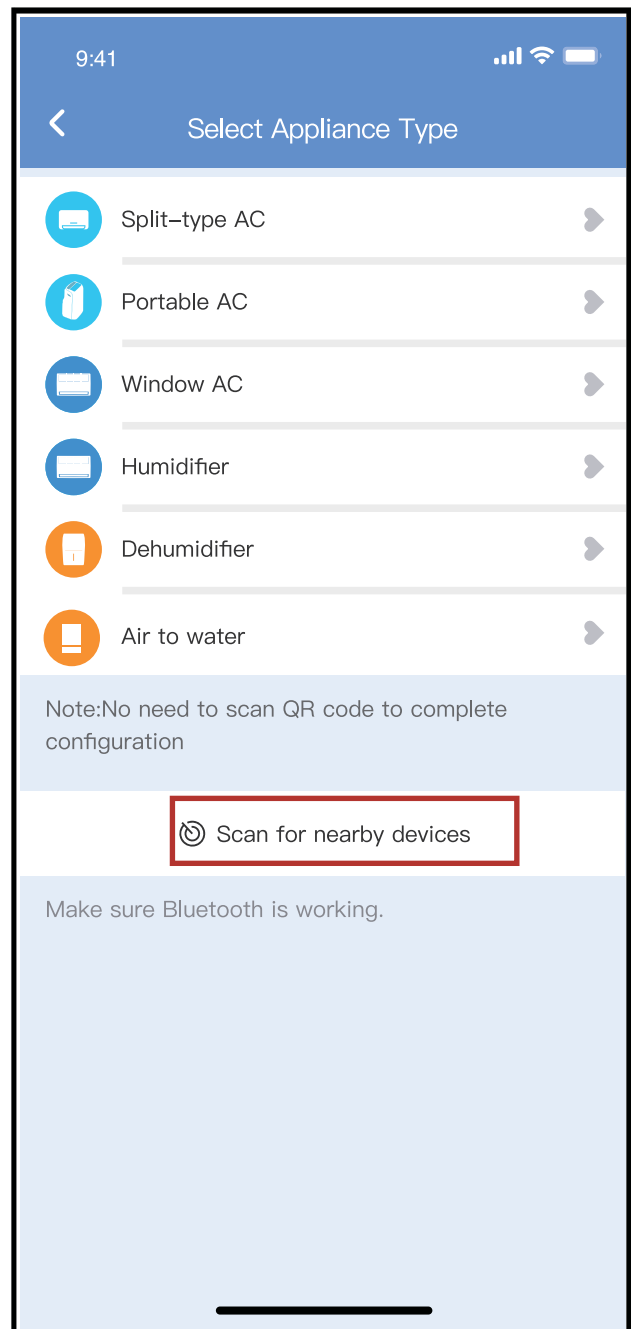 9:41
Select Appliance Type
Split-type AC
Portable AC
Window AC
Humidifier
Dehumidifier
Air to water
Note:No need to scan QR code to complete
configuration
Scan for nearby devices
Make sure Bluetooth is working.